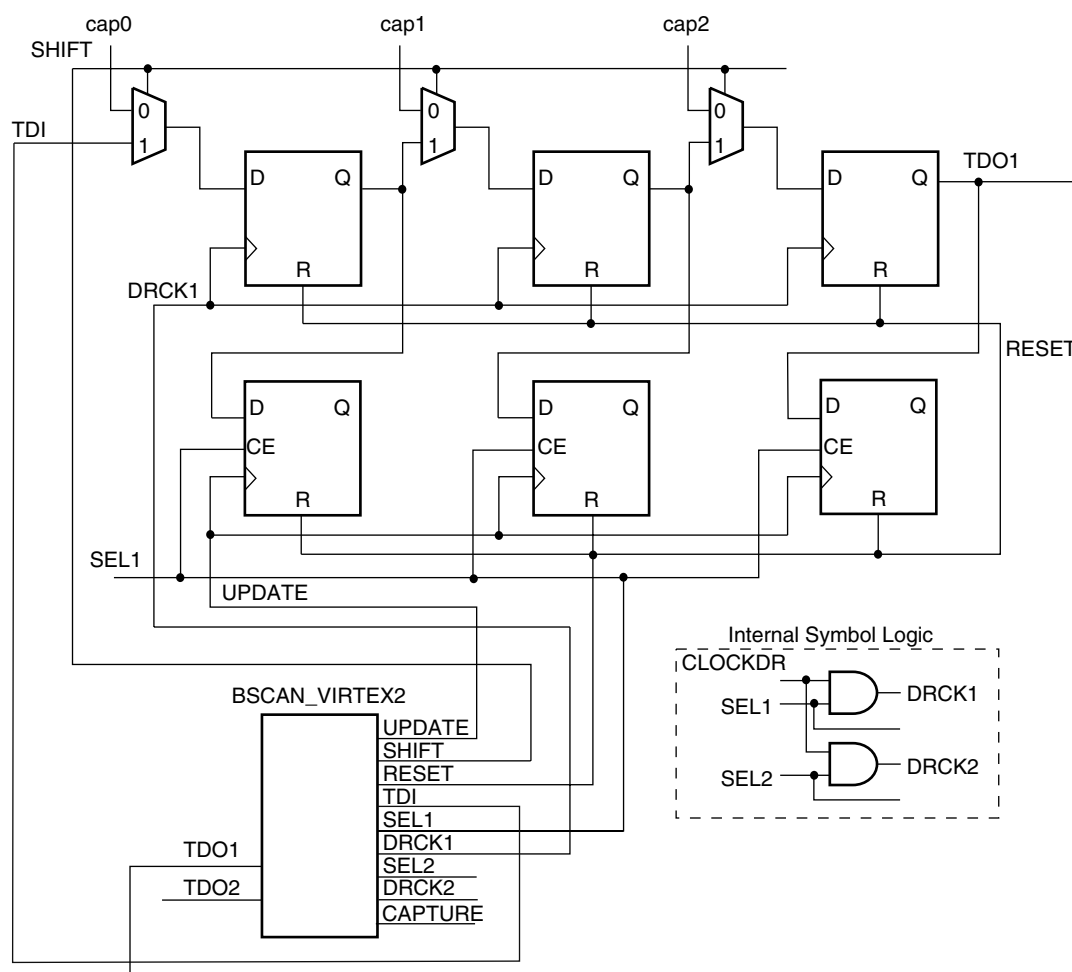 cap0 cap1 cap2
SHIFT
0 0 0
TDI 1 1 1
TDO1
D Q D Q D Q
R R R
DRCK1
RESET
D Q D Q D Q
CE CE CE
R R R
SEL1
UPDATE
Internal Symbol Logic
CLOCKDR
DRCK1
SEL1
DRCK2
SEL2
BSCAN_VIRTEX2
UPDATE
SHIFT
RESET
TDI
SEL1
TDO1 DRCK1
SEL2
TDO2 DRCK2
CAPTURE